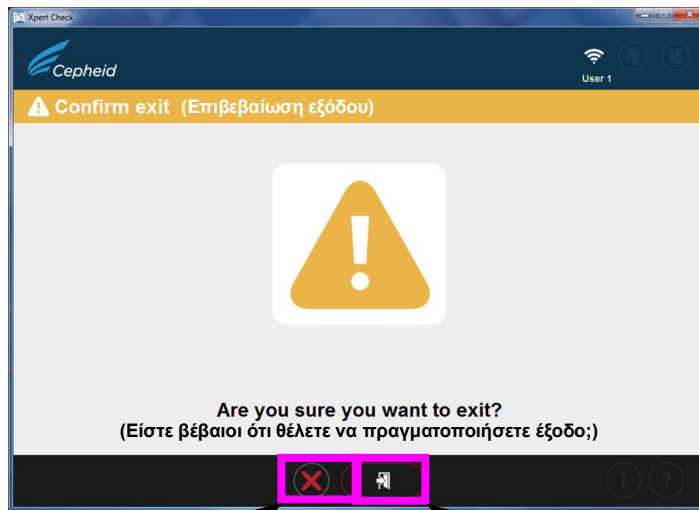 Xpert Check
Cepheid
User 1
Confirm exit (Επιβεβαίωση εξόδου)
Are you sure you want to exit?
(Είστε βέβαιοι ότι θέλετε να πραγματοποιήσετε έξοδο;)
i ?